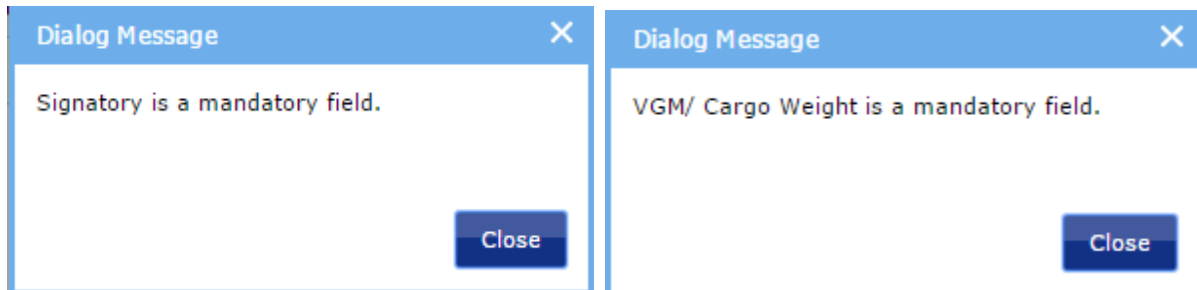 Dialog Message ✕
Signatory is a mandatory field.
Close
Dialog Message ✕
VGM/ Cargo Weight is a mandatory field.
Close